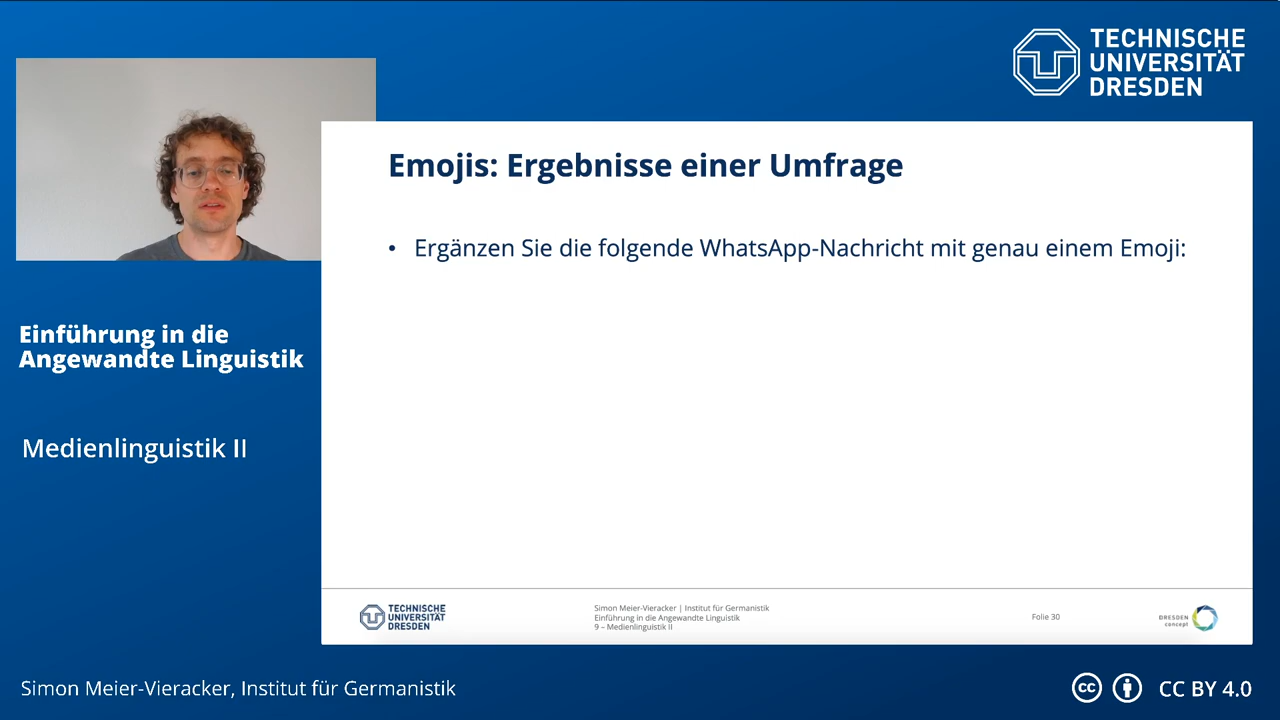 TECHNISCHE
UNIVERSITÄT
DRESDEN
Emojis: Ergebnisse einer Umfrage
• Ergänzen Sie die folgende WhatsApp-Nachricht mit genau einem Emoji:
Einführung in die
Angewandte Linguistik
Medienlinguistik II
TECHNISCHE
UNIVERSITÄT
DRESDEN
Simon Meier-Vieracker | Institut für Germanistik
Einführung in die Angewandte Linguistik
9 – Medienlinguistik II
Folie 30
DRESDEN
concept
Simon Meier-Vieracker, Institut für Germanistik
cc
CC BY 4.0